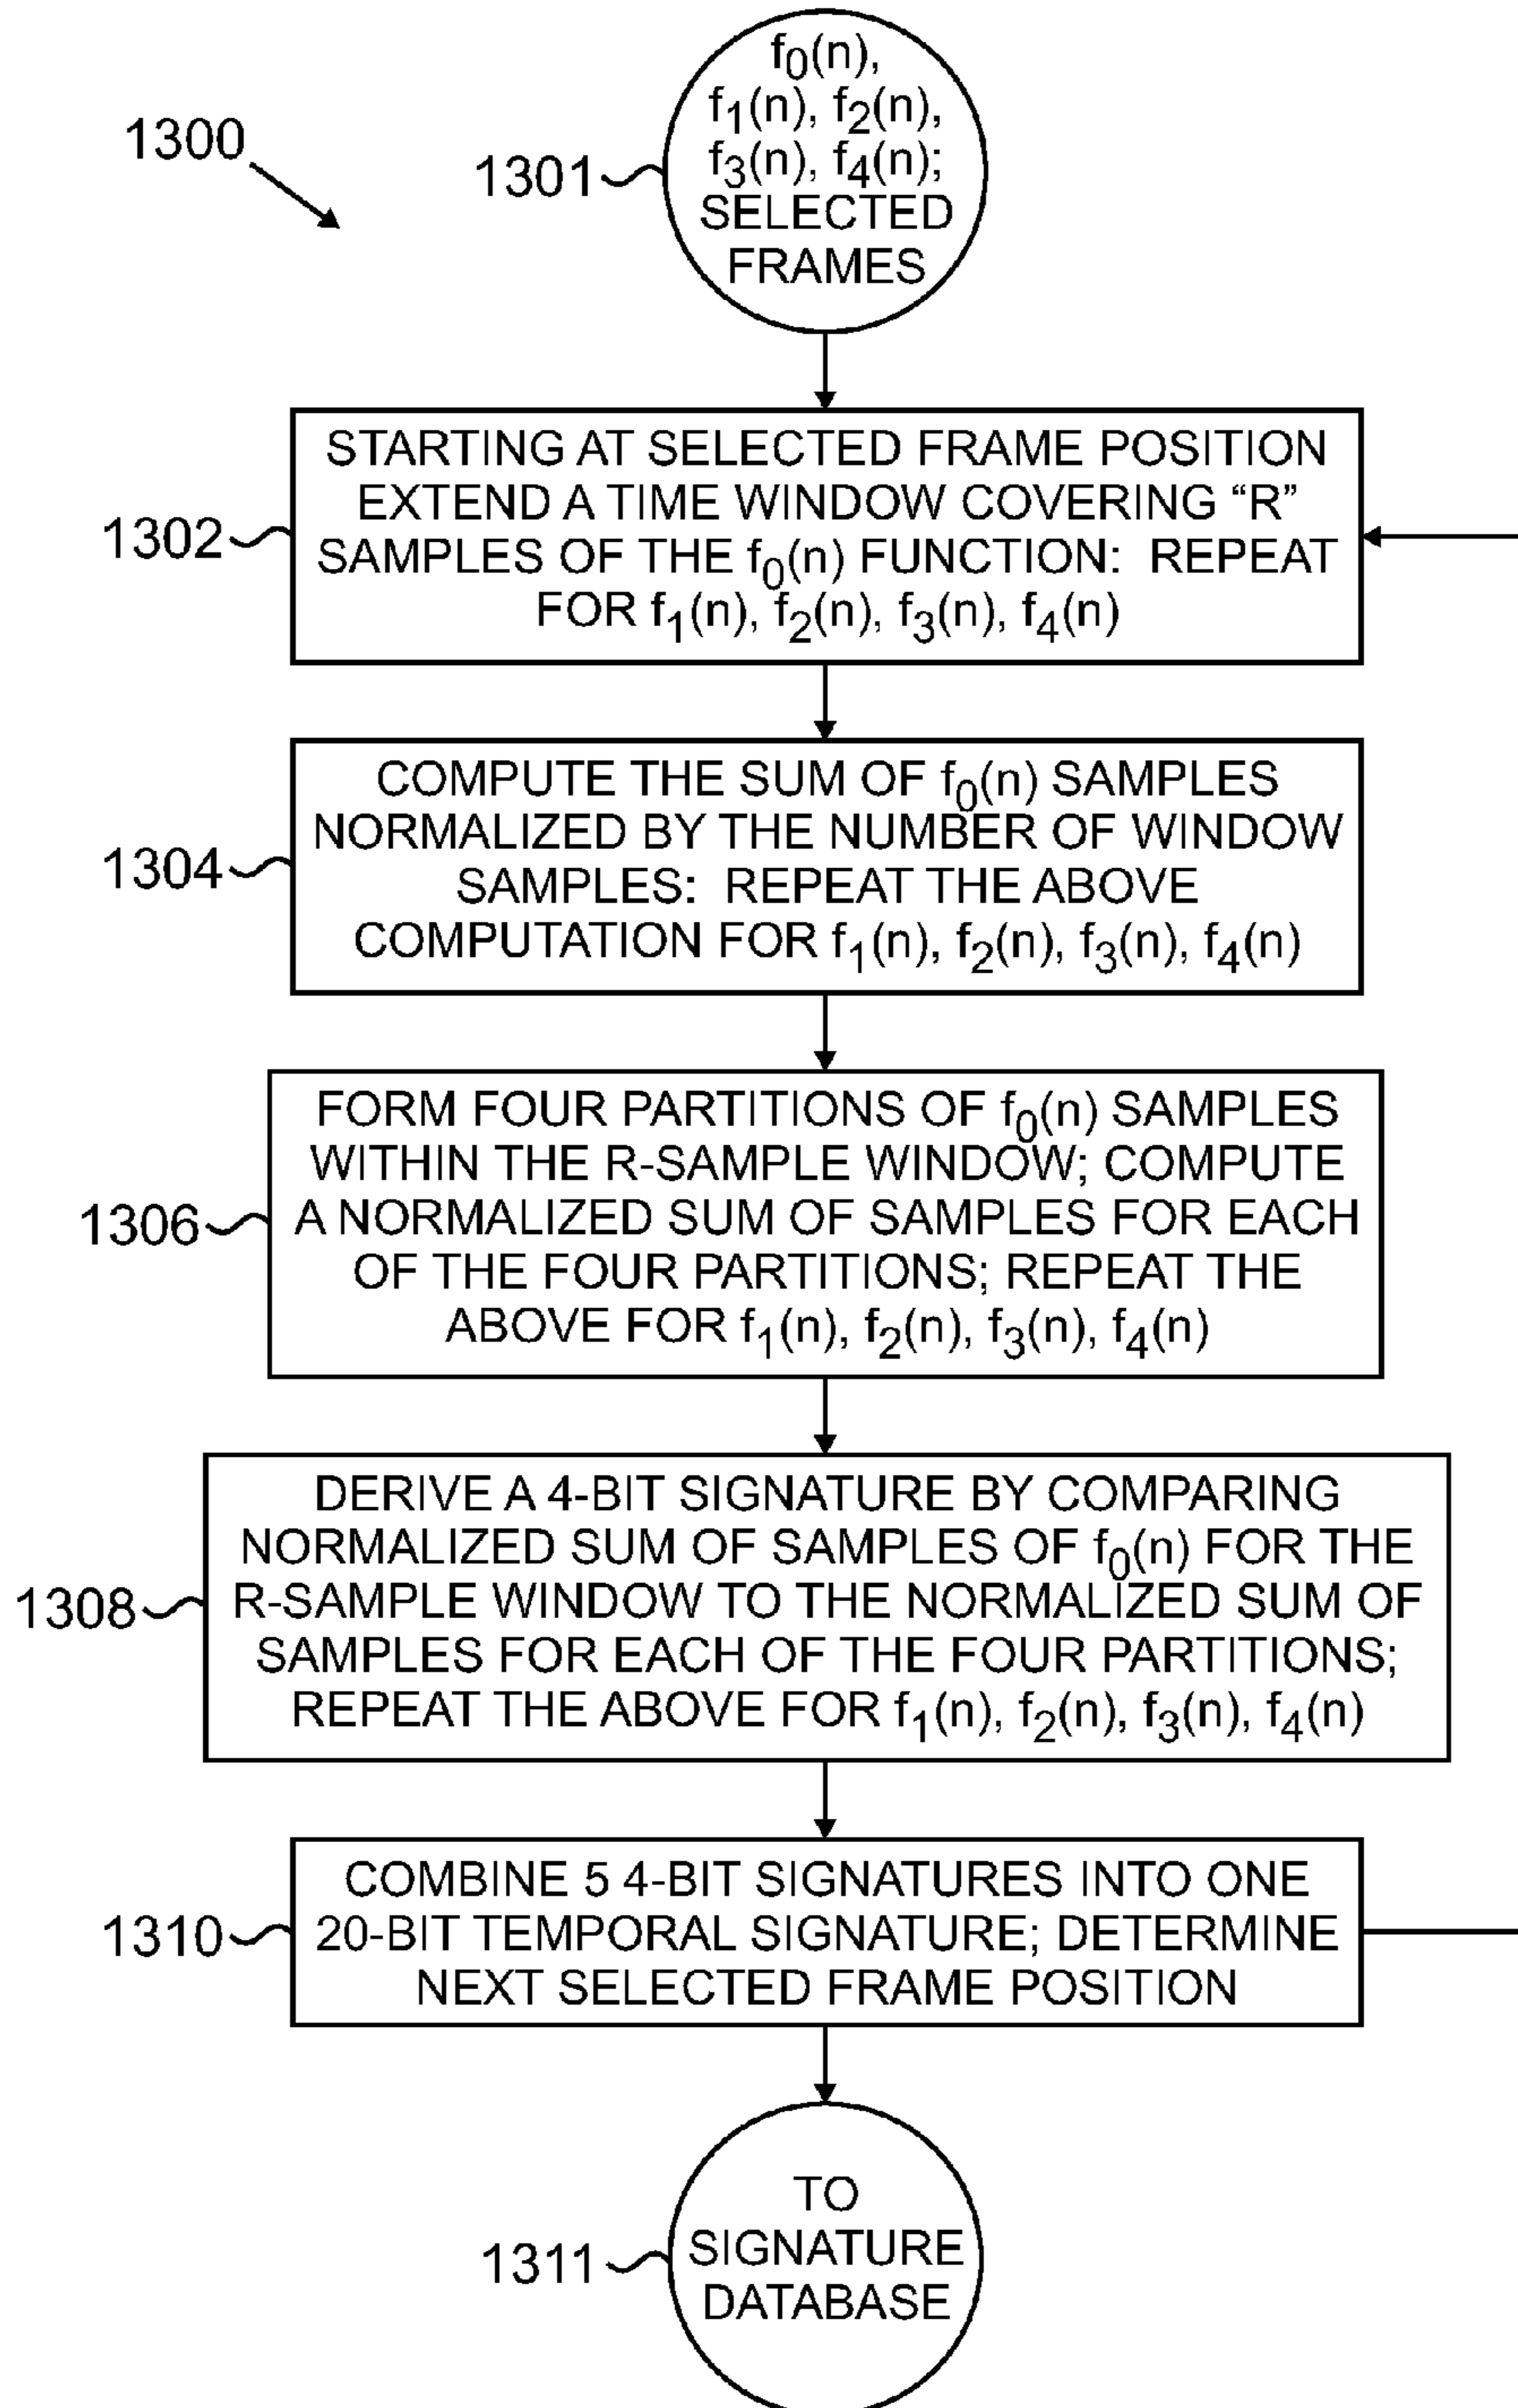 f0(n),
f1(n), f2(n),
f3(n), f4(n);
SELECTED
FRAMES
1300
1301
STARTING AT SELECTED FRAME POSITION
EXTEND A TIME WINDOW COVERING “R”
SAMPLES OF THE f0(n) FUNCTION: REPEAT
FOR f1(n), f2(n), f3(n), f4(n)
1302
COMPUTE THE SUM OF f0(n) SAMPLES
NORMALIZED BY THE NUMBER OF WINDOW
SAMPLES: REPEAT THE ABOVE
COMPUTATION FOR f1(n), f2(n), f3(n), f4(n)
1304
FORM FOUR PARTITIONS OF f0(n) SAMPLES
WITHIN THE R-SAMPLE WINDOW; COMPUTE
A NORMALIZED SUM OF SAMPLES FOR EACH
OF THE FOUR PARTITIONS; REPEAT THE
ABOVE FOR f1(n), f2(n), f3(n), f4(n)
1306
DERIVE A 4-BIT SIGNATURE BY COMPARING
NORMALIZED SUM OF SAMPLES OF f0(n) FOR THE
R-SAMPLE WINDOW TO THE NORMALIZED SUM OF
SAMPLES FOR EACH OF THE FOUR PARTITIONS;
REPEAT THE ABOVE FOR f1(n), f2(n), f3(n), f4(n)
1308
COMBINE 5 4-BIT SIGNATURES INTO ONE
20-BIT TEMPORAL SIGNATURE; DETERMINE
NEXT SELECTED FRAME POSITION
1310
TO
SIGNATURE
DATABASE
1311